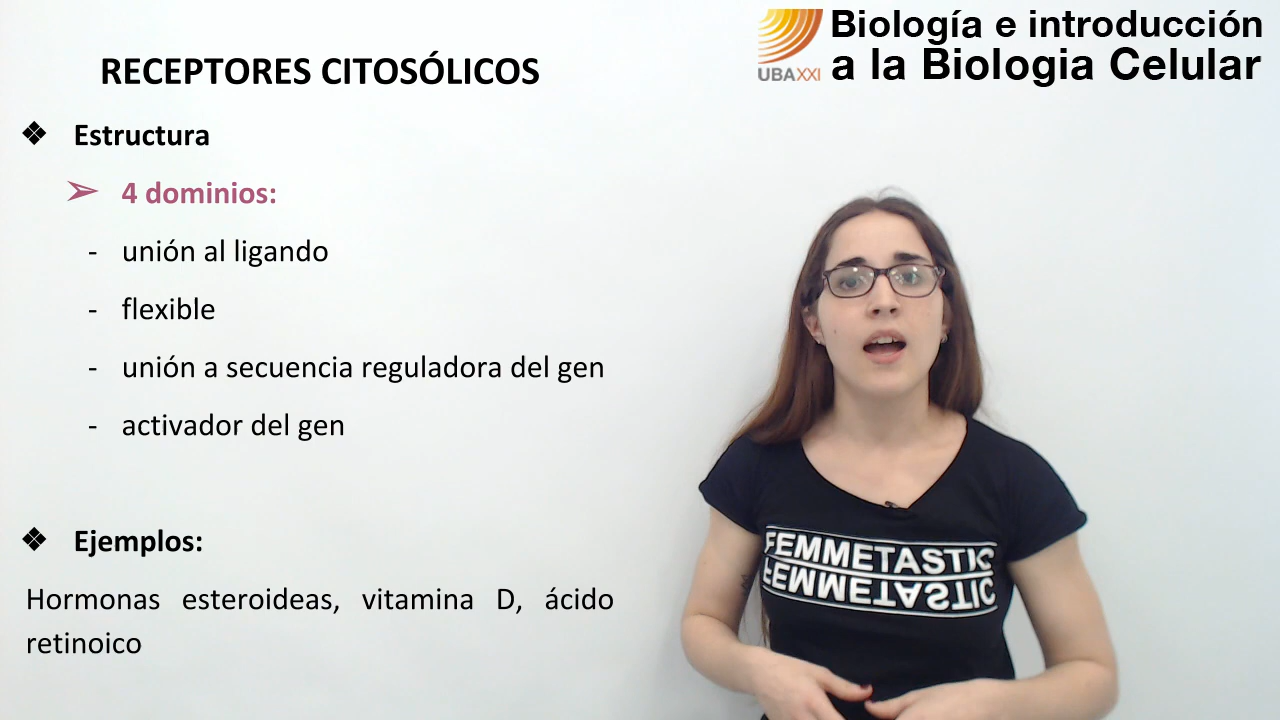 UBAXXI
Biología e introducción
a la Biologia Celular
RECEPTORES CITOSÓLICOS
❖ Estructura
➢ 4 dominios:
- unión al ligando
- flexible
- unión a secuencia reguladora del gen
- activador del gen
❖ Ejemplos:
Hormonas esteroideas, vitamina D, ácido
retinoico
FEMMETASTIC
FEMMETASTIC